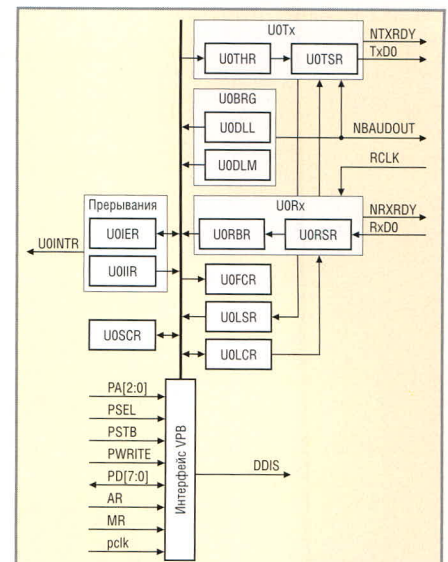 U0Tx
NTXRDY
U0THR
U0TSR
TxD0
U0BRG
U0DLL
NBAUDOUT
U0DLM
RCLK
Прерывания
U0Rx
NRXRDY
U0IER
U0RBR
U0RSR
RxD0
U0INTR
U0IIR
U0FCR
U0LSR
U0SCR
U0LCR
PA[2:0]
PSEL
PSTB
PWRITE
PD[7:0]
AR
MR
pclk
Интерфейс VPB
DDIS